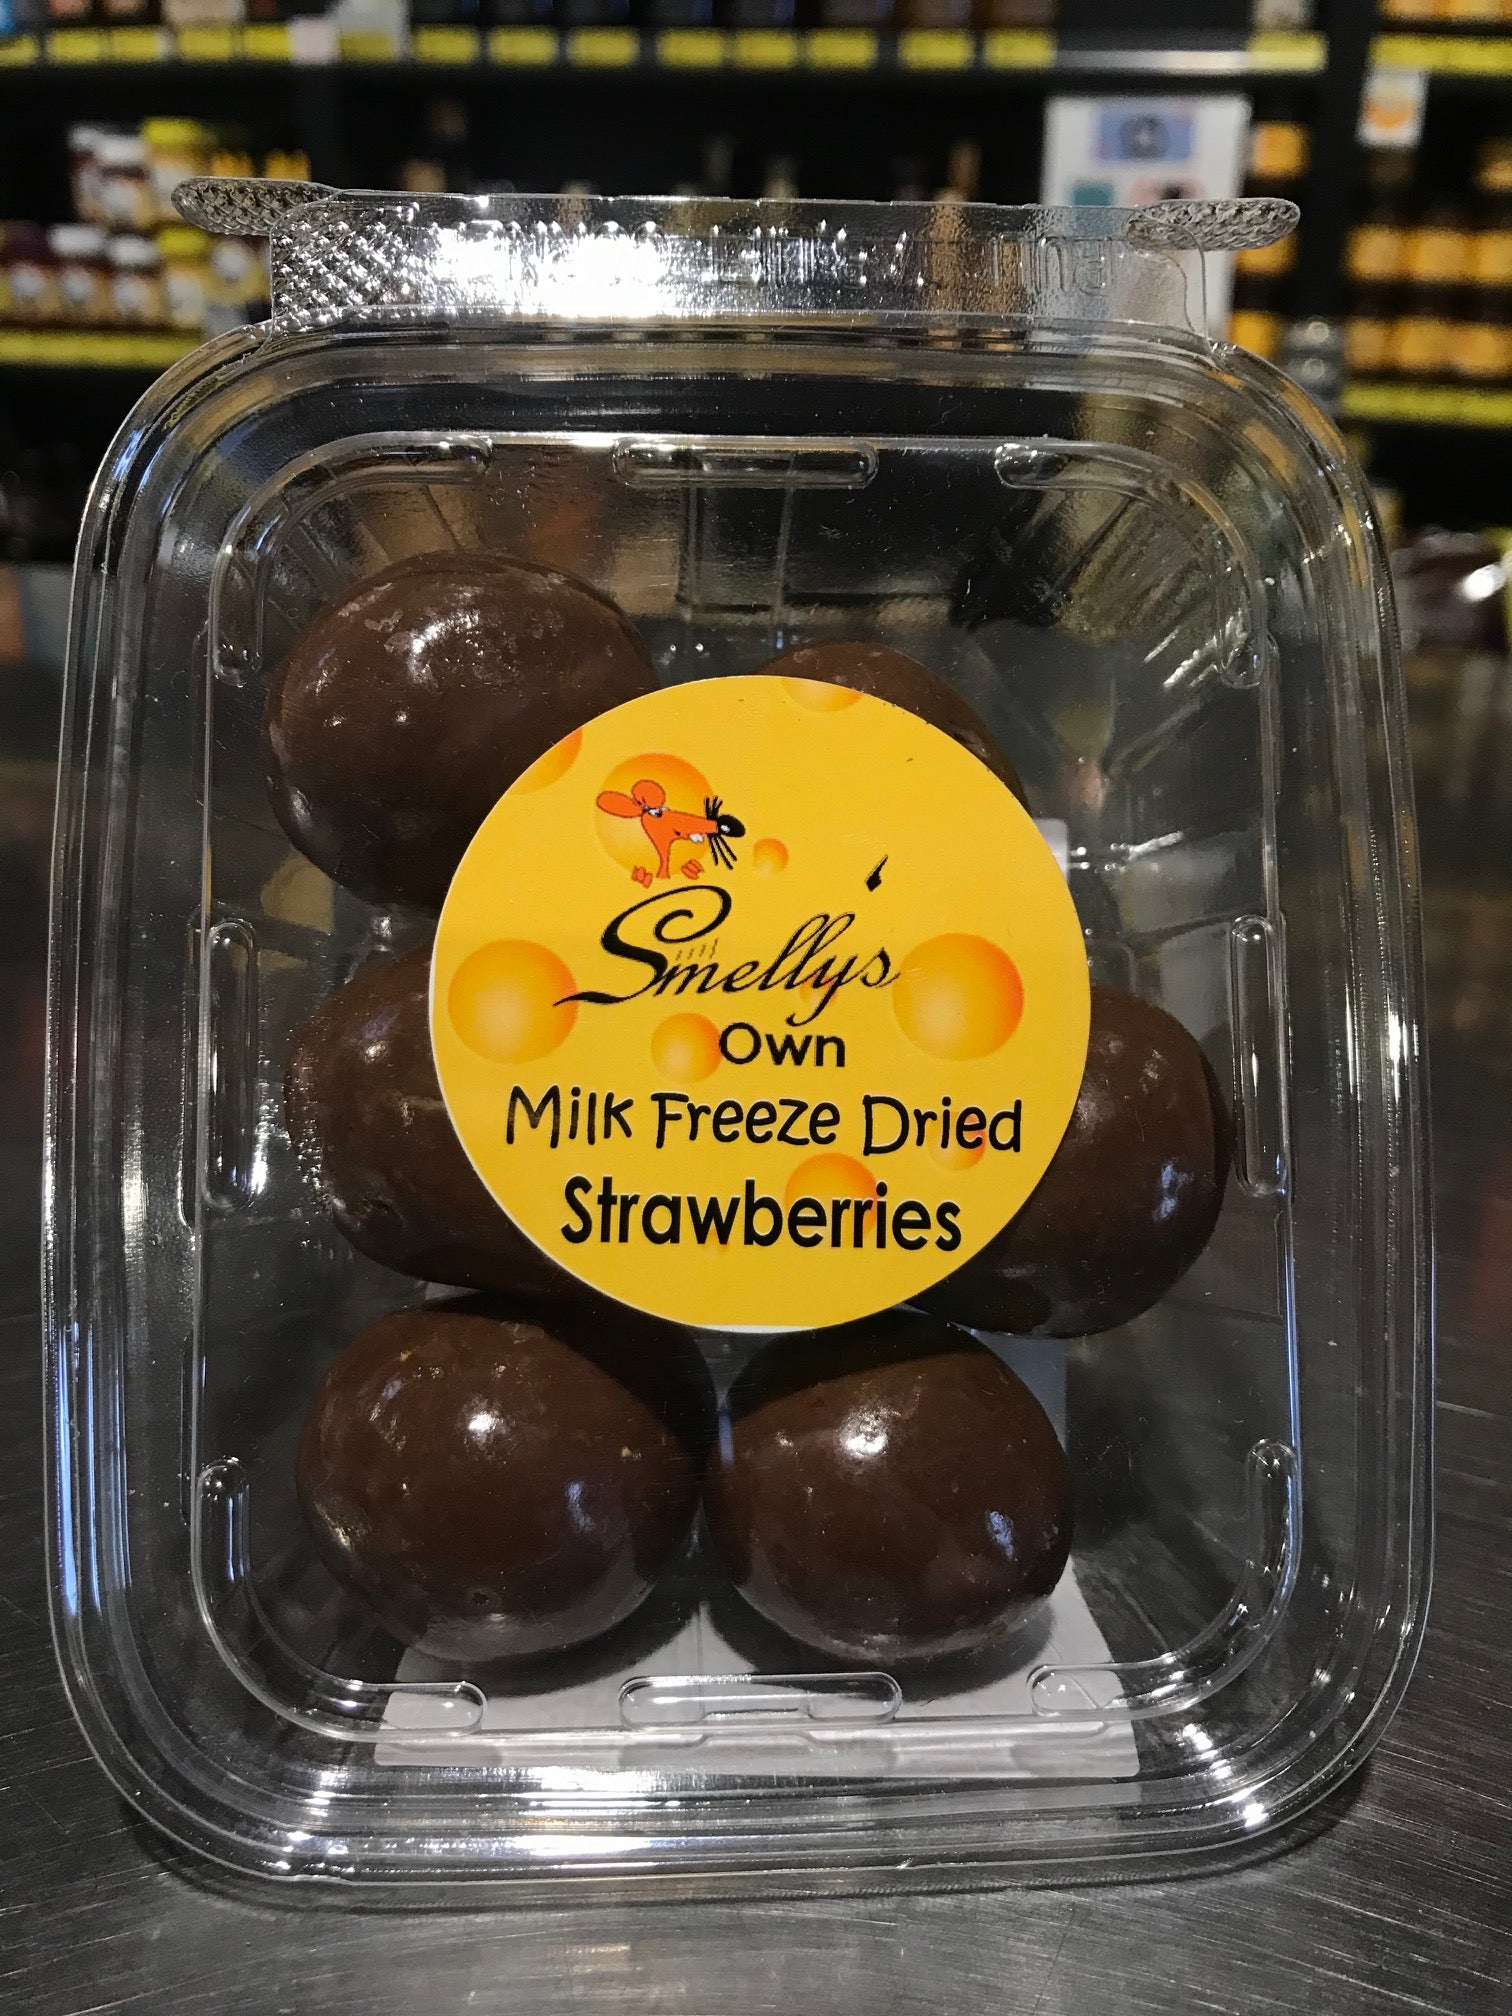 Smelly's
Own
Milk Freeze Dried
Strawberries